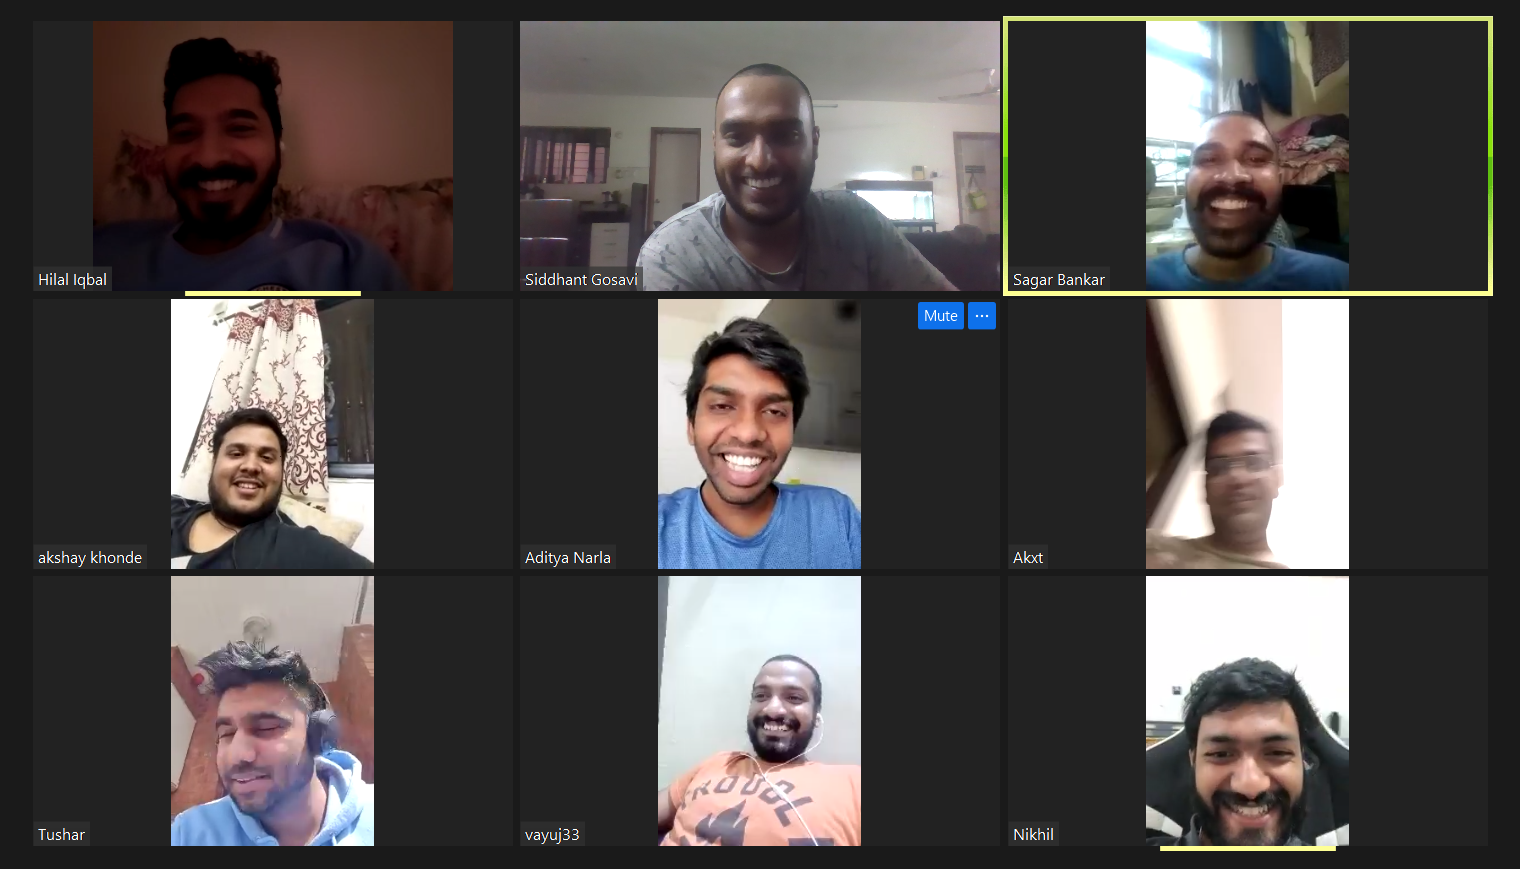 Hilal Iqbal
Siddhant Gosavi
Sagar Bankar
Mute
akshay khonde
Aditya Narla
Akxt
Tushar
vayuj33
Nikhil